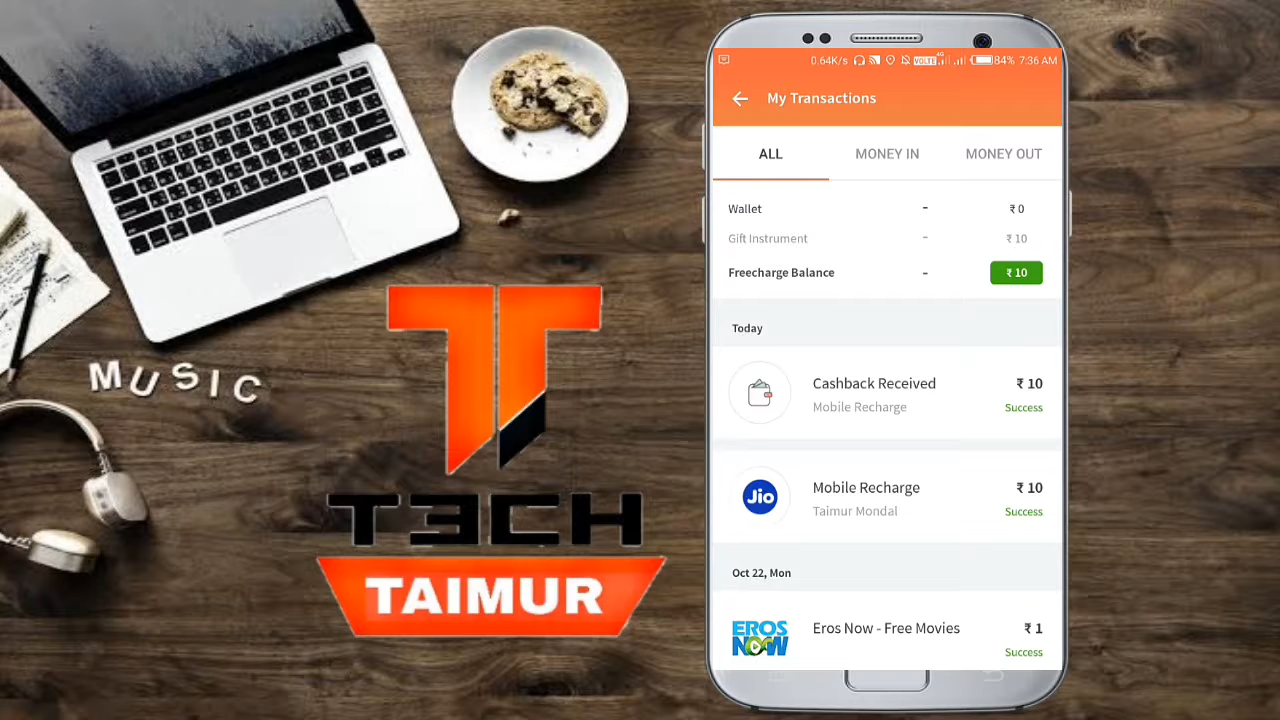 MUSIC
T3CH
TAIMUR
0.64K/s 4G VOLTE 84% 7:36 AM
My Transactions
ALL MONEY IN MONEY OUT
Wallet - ₹ 0
Gift Instrument - ₹ 10
Freecharge Balance - ₹ 10
Today
Cashback Received ₹ 10
Mobile Recharge Success
Jio
Mobile Recharge ₹ 10
Taimur Mondal Success
Oct 22, Mon
EROS NOW
Eros Now - Free Movies ₹ 1
Success